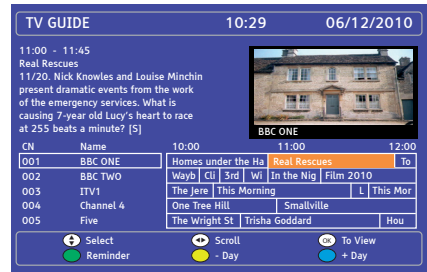 TV GUIDE 10:29 06/12/2010
11:00 - 11:45
Real Rescues
11/20. Nick Knowles and Louise Minchin
present dramatic events from the work
of the emergency services. What is
causing 7-year old Lucy's heart to race
at 255 beats a minute? [S]
BBC ONE
CN Name 10:00 11:00 12:00
001 BBC ONE Homes under the Ha Real Rescues To
002 BBC TWO Wayb Cli 3rd Wi In the Nig Film 2010
003 ITV1 The Jere This Morning L This Mor
004 Channel 4 One Tree Hill Smallville
005 Five The Wright St Trisha Goddard Hou
Select Scroll OK To View
Reminder - Day + Day